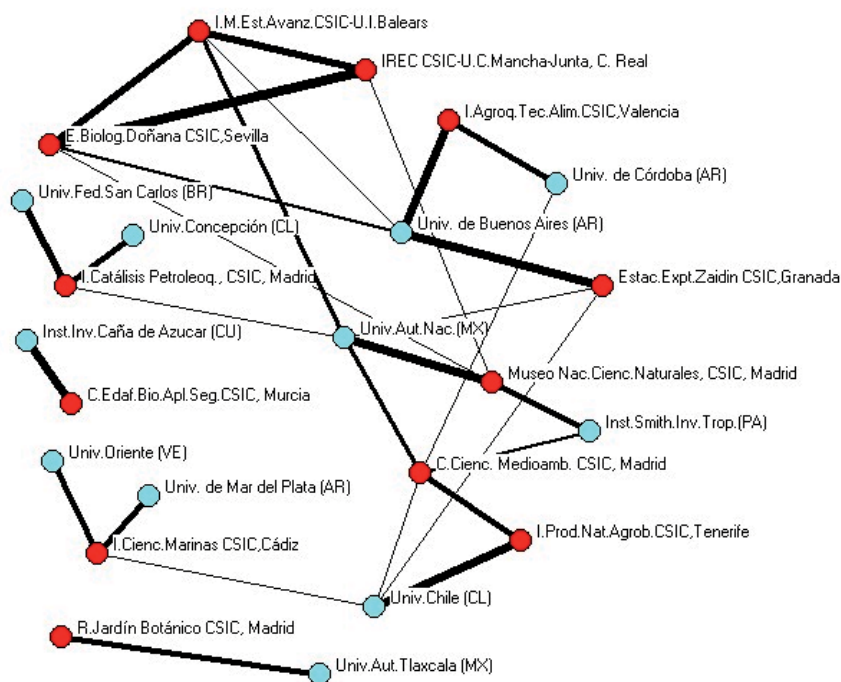 I.M.Est.Avanz.CSIC-U.I.Balears
IREC CSIC-U.C.Mancha-Junta, C. Real
I.Agroq.Tec.Alim.CSIC,Valencia
E.Biolog.Doñana CSIC,Sevilla
Univ. de Córdoba (AR)
Univ.Fed.San Carlos (BR)
Univ.Concepción (CL)
Univ. de Buenos Aires (AR)
I.Catálisis Petroleoq., CSIC, Madrid
Estac.Expt.Zaidin CSIC,Granada
Inst.Inv.Caña de Azucar (CU)
Univ.Aut.Nac.(MX)
Museo Nac.Cienc.Naturales, CSIC, Madrid
C.Edaf.Bio.Apl.Seg.CSIC, Murcia
Inst.Smith.Inv.Trop.(PA)
Univ.Oriente (VE)
C.Cienc. Medioamb. CSIC, Madrid
Univ. de Mar del Plata (AR)
I.Cienc.Marinas CSIC,Cádiz
I.Prod.Nat.Agrob.CSIC,Tenerife
Univ.Chile (CL)
R.Jardín Botánico CSIC, Madrid
Univ.Aut.Tlaxcala (MX)